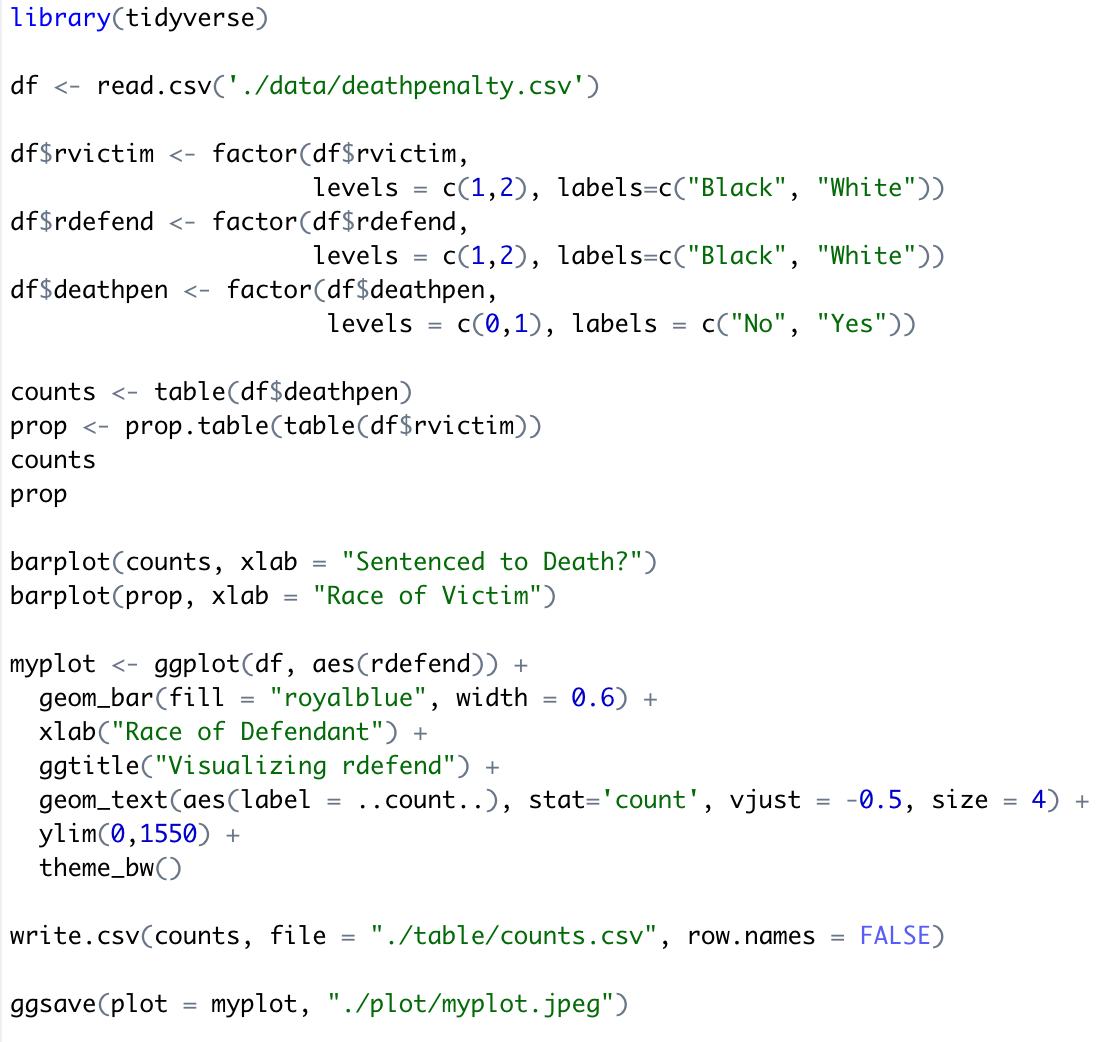 library(tidyverse)
df <- read.csv('./data/deathpenalty.csv')
df$rvictim <- factor(df$rvictim,
                     levels = c(1,2), labels=c("Black", "White"))
df$rdefend <- factor(df$rdefend,
                     levels = c(1,2), labels=c("Black", "White"))
df$deathpen <- factor(df$deathpen,
                      levels = c(0,1), labels = c("No", "Yes"))
counts <- table(df$deathpen)
prop <- prop.table(table(df$rvictim))
counts
prop
barplot(counts, xlab = "Sentenced to Death?")
barplot(prop, xlab = "Race of Victim")
myplot <- ggplot(df, aes(rdefend)) +
  geom_bar(fill = "royalblue", width = 0.6) +
  xlab("Race of Defendant") +
  ggtitle("Visualizing rdefend") +
  geom_text(aes(label = ..count..), stat='count', vjust = -0.5, size = 4) +
  ylim(0,1550) +
  theme_bw()
write.csv(counts, file = "./table/counts.csv", row.names = FALSE)
ggsave(plot = myplot, "./plot/myplot.jpeg")